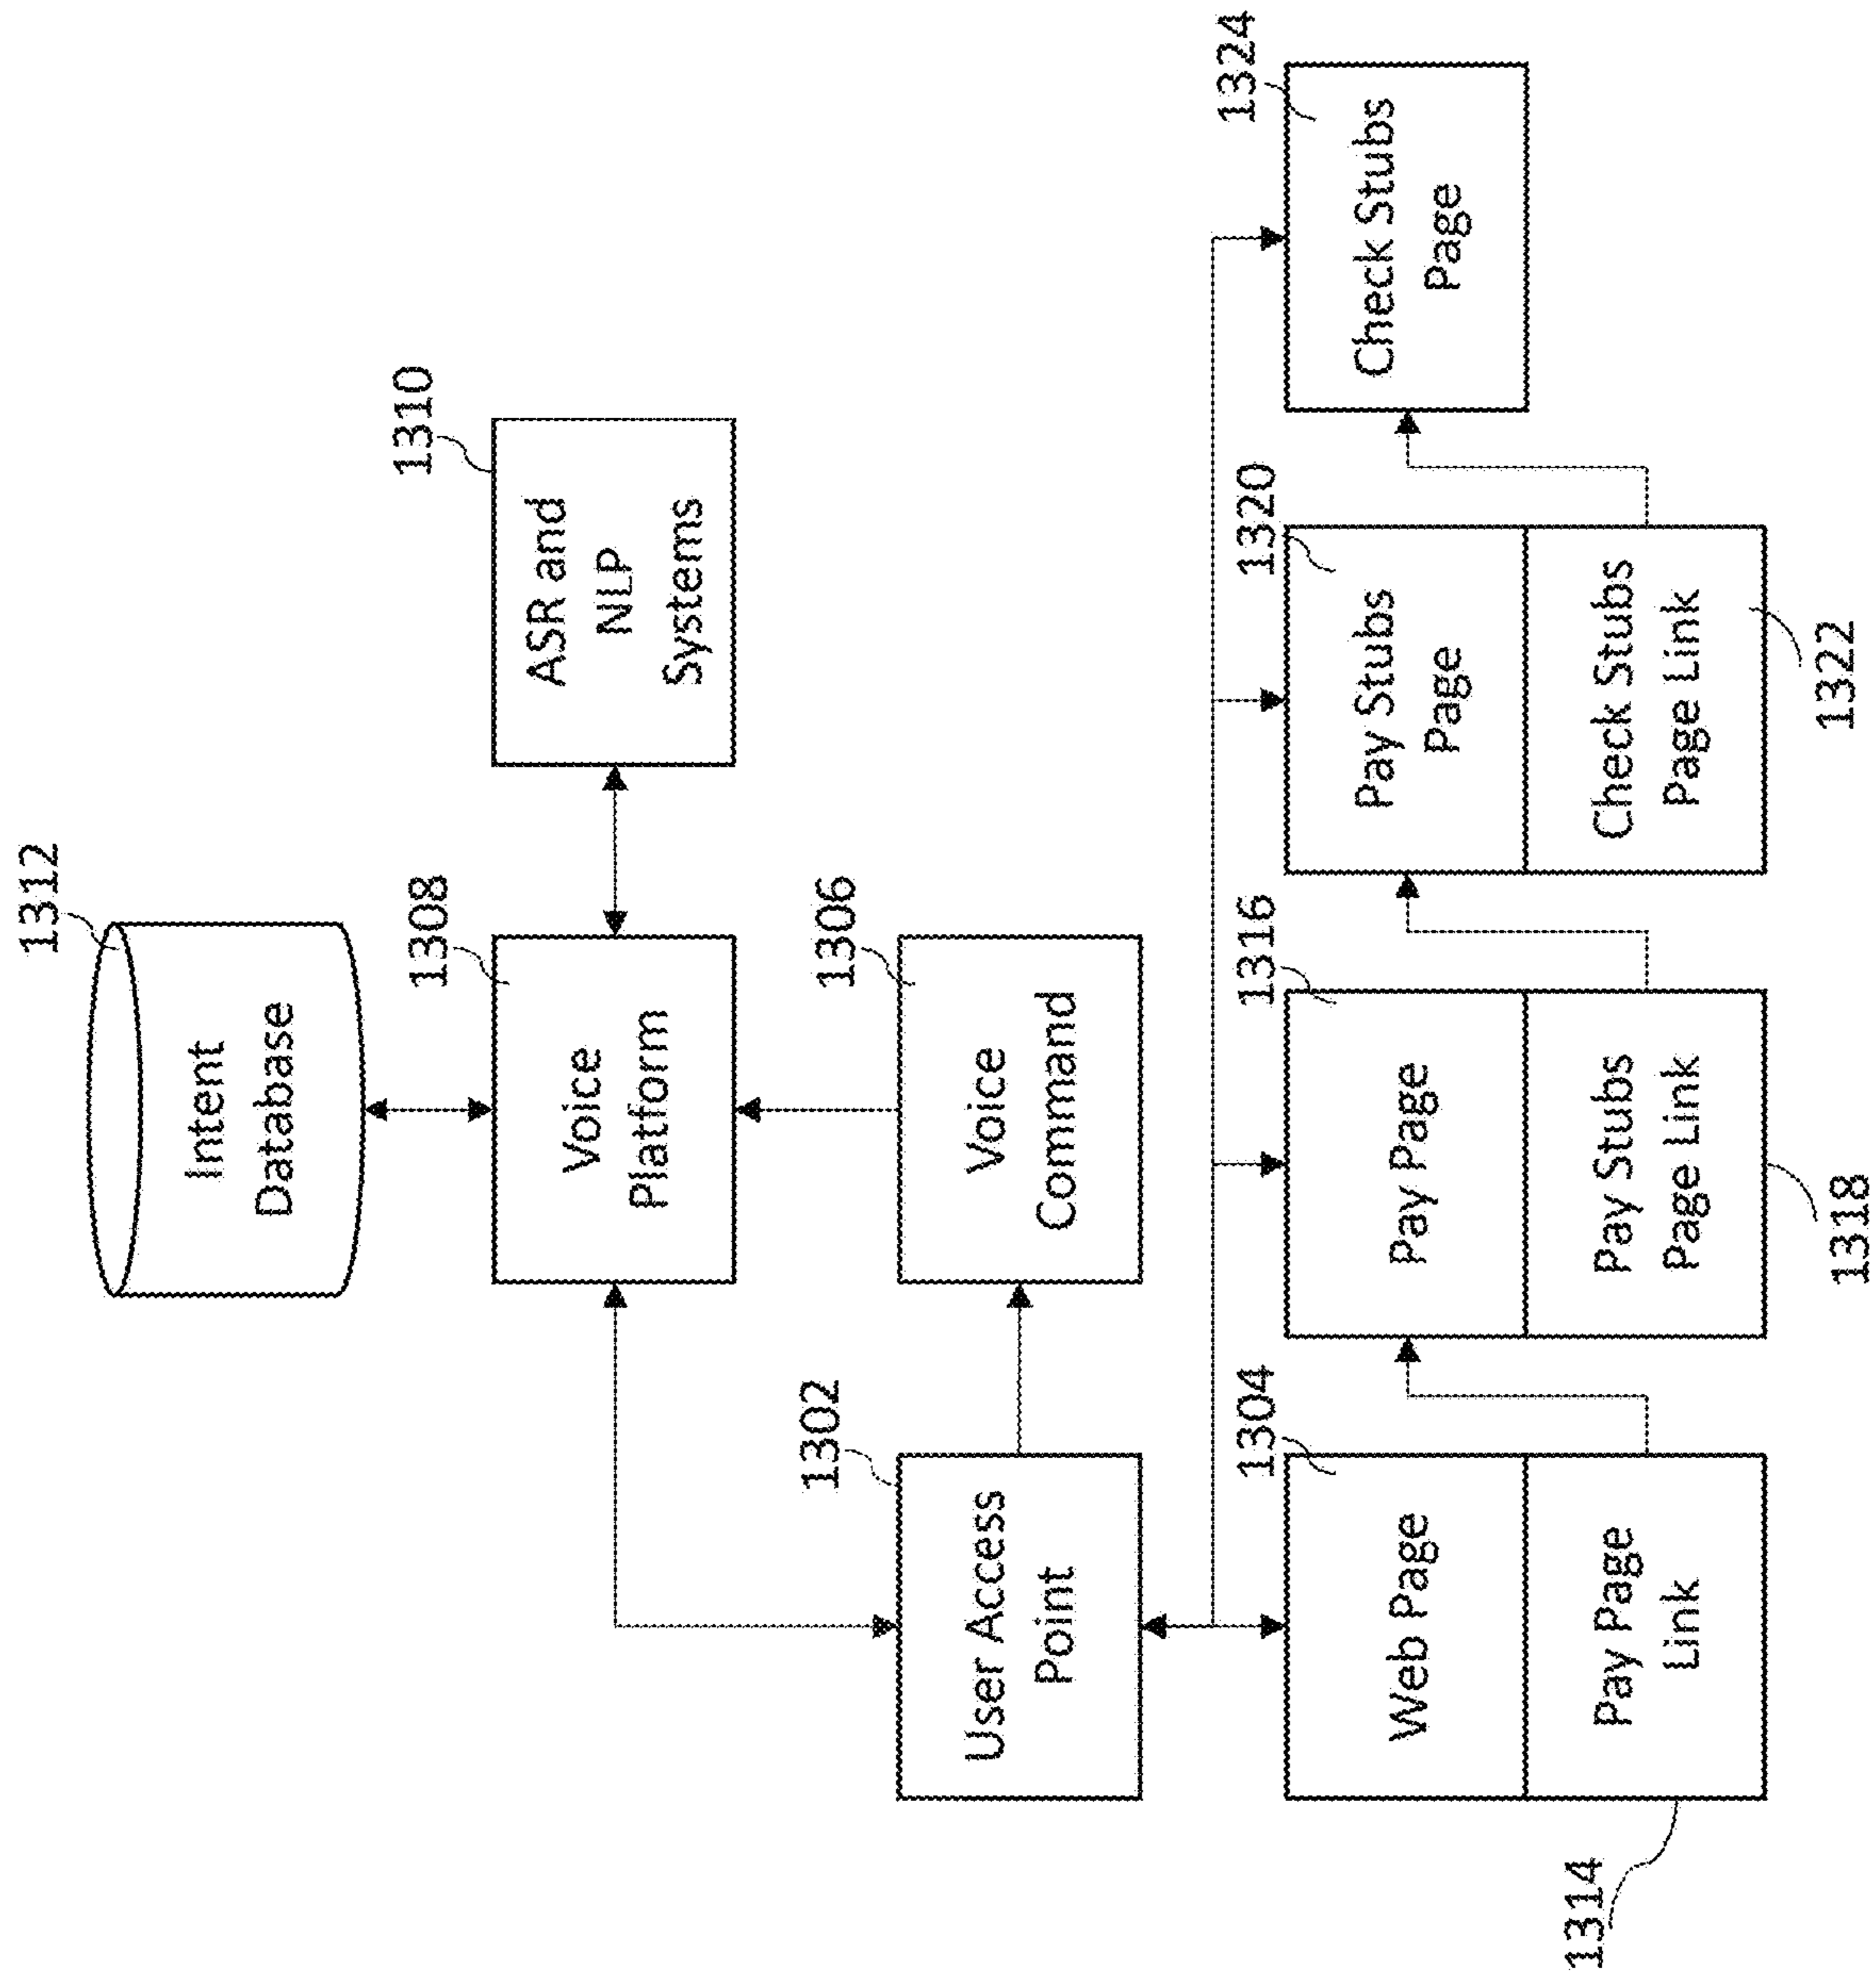 1312
Intent
Database
1308
Voice
Platform
1310
ASR and
NLP
Systems
1302
User Access
Point
1306
Voice
Command
1304
Web Page
1314
Pay Page
Link
1316
Pay Page
1318
Pay Stubs
Page Link
1320
Pay Stubs
Page
1322
Check Stubs
Page Link
1324
Check Stubs
Page